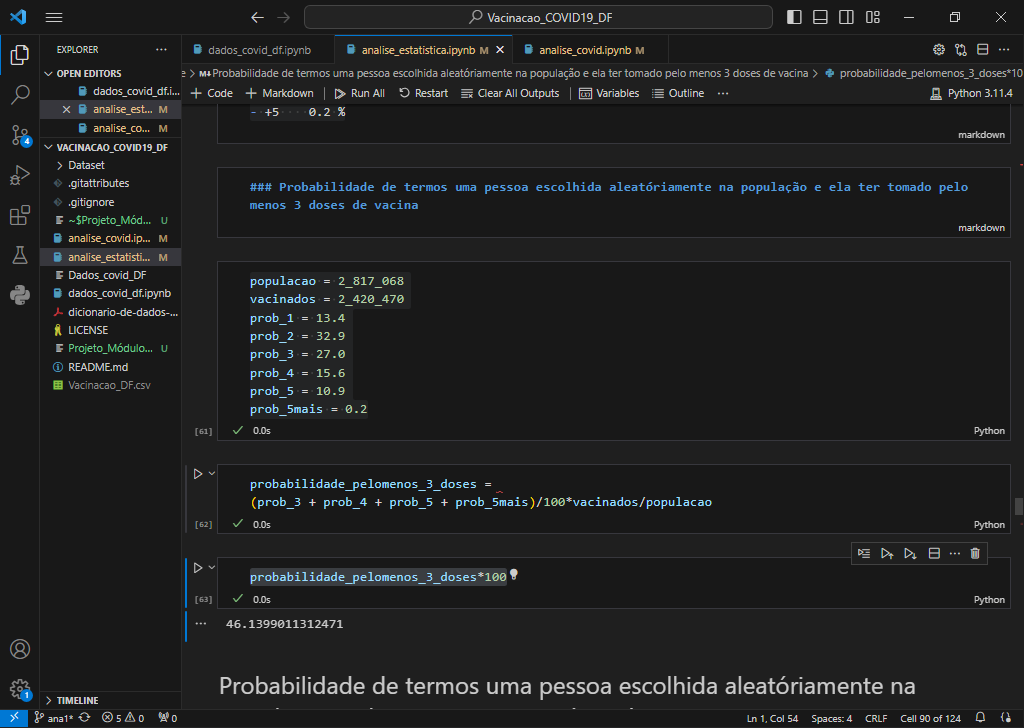 Vacinacao_COVID19_DF
EXPLORER
OPEN EDITORS
dados_covid_df.i...
analise_est... M
analise_co... M
VACINACAO_COVID19_DF
Dataset
.gitattributes
.gitignore
~$Projeto_Mód... U
analise_covid.ip... M
analise_estatisti... M
Dados_covid_DF
dados_covid_df.ipynb
dicionario-de-dados-...
LICENSE
Projeto_Módulo... U
README.md
Vacinacao_DF.csv
TIMELINE
4
1
dados_covid_df.ipynb
analise_estatistica.ipynb M
analise_covid.ipynb M
e > M↓Probabilidade de termos uma pessoa escolhida aleatóriamente na população e ela ter tomado pelo menos 3 doses de vacina > probabilidade_pelomenos_3_doses*10
+ Code + Markdown Run All Restart Clear All Outputs Variables Outline ... Python 3.11.4
- +5 0.2 %
markdown
### Probabilidade de termos uma pessoa escolhida aleatóriamente na população e ela ter tomado pelo
menos 3 doses de vacina
markdown
populacao = 2_817_068
vacinados = 2_420_470
prob_1 = 13.4
prob_2 = 32.9
prob_3 = 27.0
prob_4 = 15.6
prob_5 = 10.9
prob_5mais = 0.2
[61] 0.0s Python
probabilidade_pelomenos_3_doses =
(prob_3 + prob_4 + prob_5 + prob_5mais)/100*vacinados/populacao
[62] 0.0s Python
probabilidade_pelomenos_3_doses*100
[63] 0.0s Python
46.1399011312471
Probabilidade de termos uma pessoa escolhida aleatóriamente na
ana1* 5 0 0 Ln 1, Col 54 Spaces: 4 CRLF Cell 90 of 124